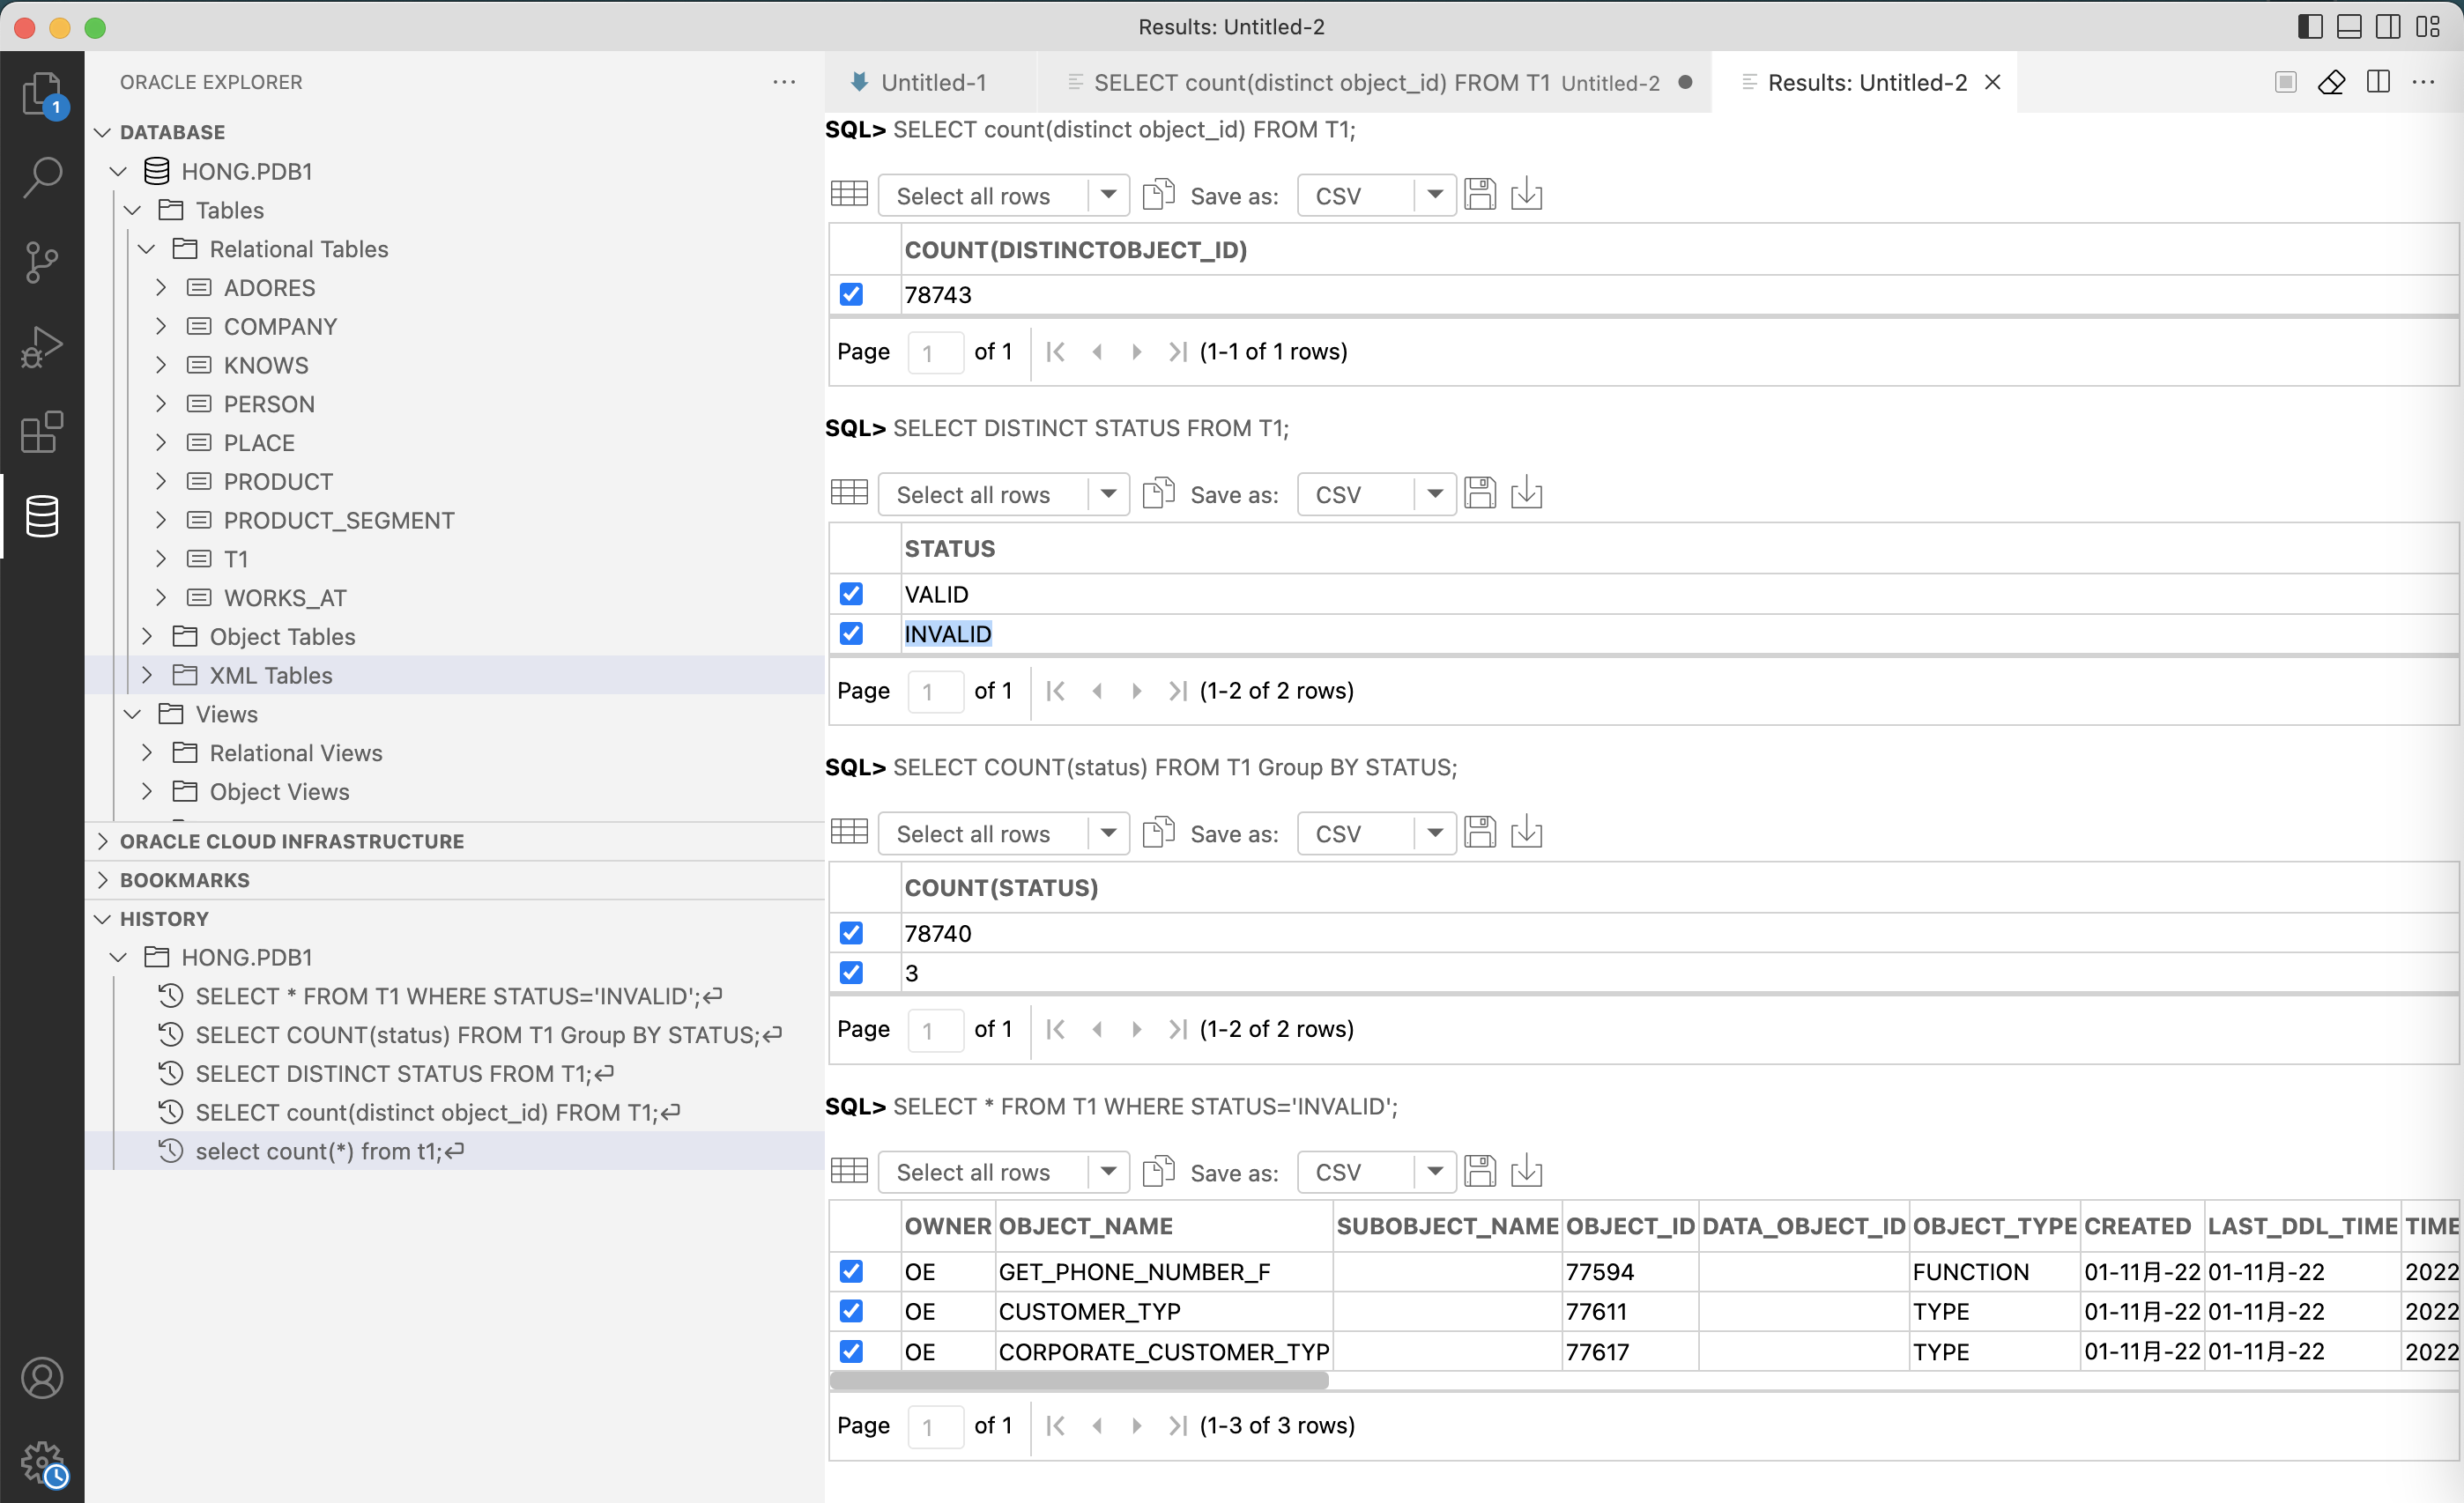 Results: Untitled-2
1
ORACLE EXPLORER
DATABASE
HONG.PDB1
Tables
Relational Tables
ADORES
COMPANY
KNOWS
PERSON
PLACE
PRODUCT
PRODUCT_SEGMENT
T1
WORKS_AT
Object Tables
XML Tables
Views
Relational Views
Object Views
ORACLE CLOUD INFRASTRUCTURE
BOOKMARKS
HISTORY
HONG.PDB1
SELECT * FROM T1 WHERE STATUS='INVALID';↵
SELECT COUNT(status) FROM T1 Group BY STATUS;↵
SELECT DISTINCT STATUS FROM T1;↵
SELECT count(distinct object_id) FROM T1;↵
select count(*) from t1;↵
Untitled-1 SELECT count(distinct object_id) FROM T1 Untitled-2 Results: Untitled-2
SQL> SELECT count(distinct object_id) FROM T1;
Select all rows Save as: CSV
COUNT(DISTINCTOBJECT_ID)
78743
Page 1 of 1 (1-1 of 1 rows)
SQL> SELECT DISTINCT STATUS FROM T1;
Select all rows Save as: CSV
STATUS
VALID
INVALID
Page 1 of 1 (1-2 of 2 rows)
SQL> SELECT COUNT(status) FROM T1 Group BY STATUS;
Select all rows Save as: CSV
COUNT(STATUS)
78740
3
Page 1 of 1 (1-2 of 2 rows)
SQL> SELECT * FROM T1 WHERE STATUS='INVALID';
Select all rows Save as: CSV
OWNER OBJECT_NAME SUBOBJECT_NAME OBJECT_ID DATA_OBJECT_ID OBJECT_TYPE CREATED LAST_DDL_TIME TIME
OE GET_PHONE_NUMBER_F 77594 FUNCTION 01-11月-22 01-11月-22 2022
OE CUSTOMER_TYP 77611 TYPE 01-11月-22 01-11月-22 2022
OE CORPORATE_CUSTOMER_TYP 77617 TYPE 01-11月-22 01-11月-22 2022
Page 1 of 1 (1-3 of 3 rows)